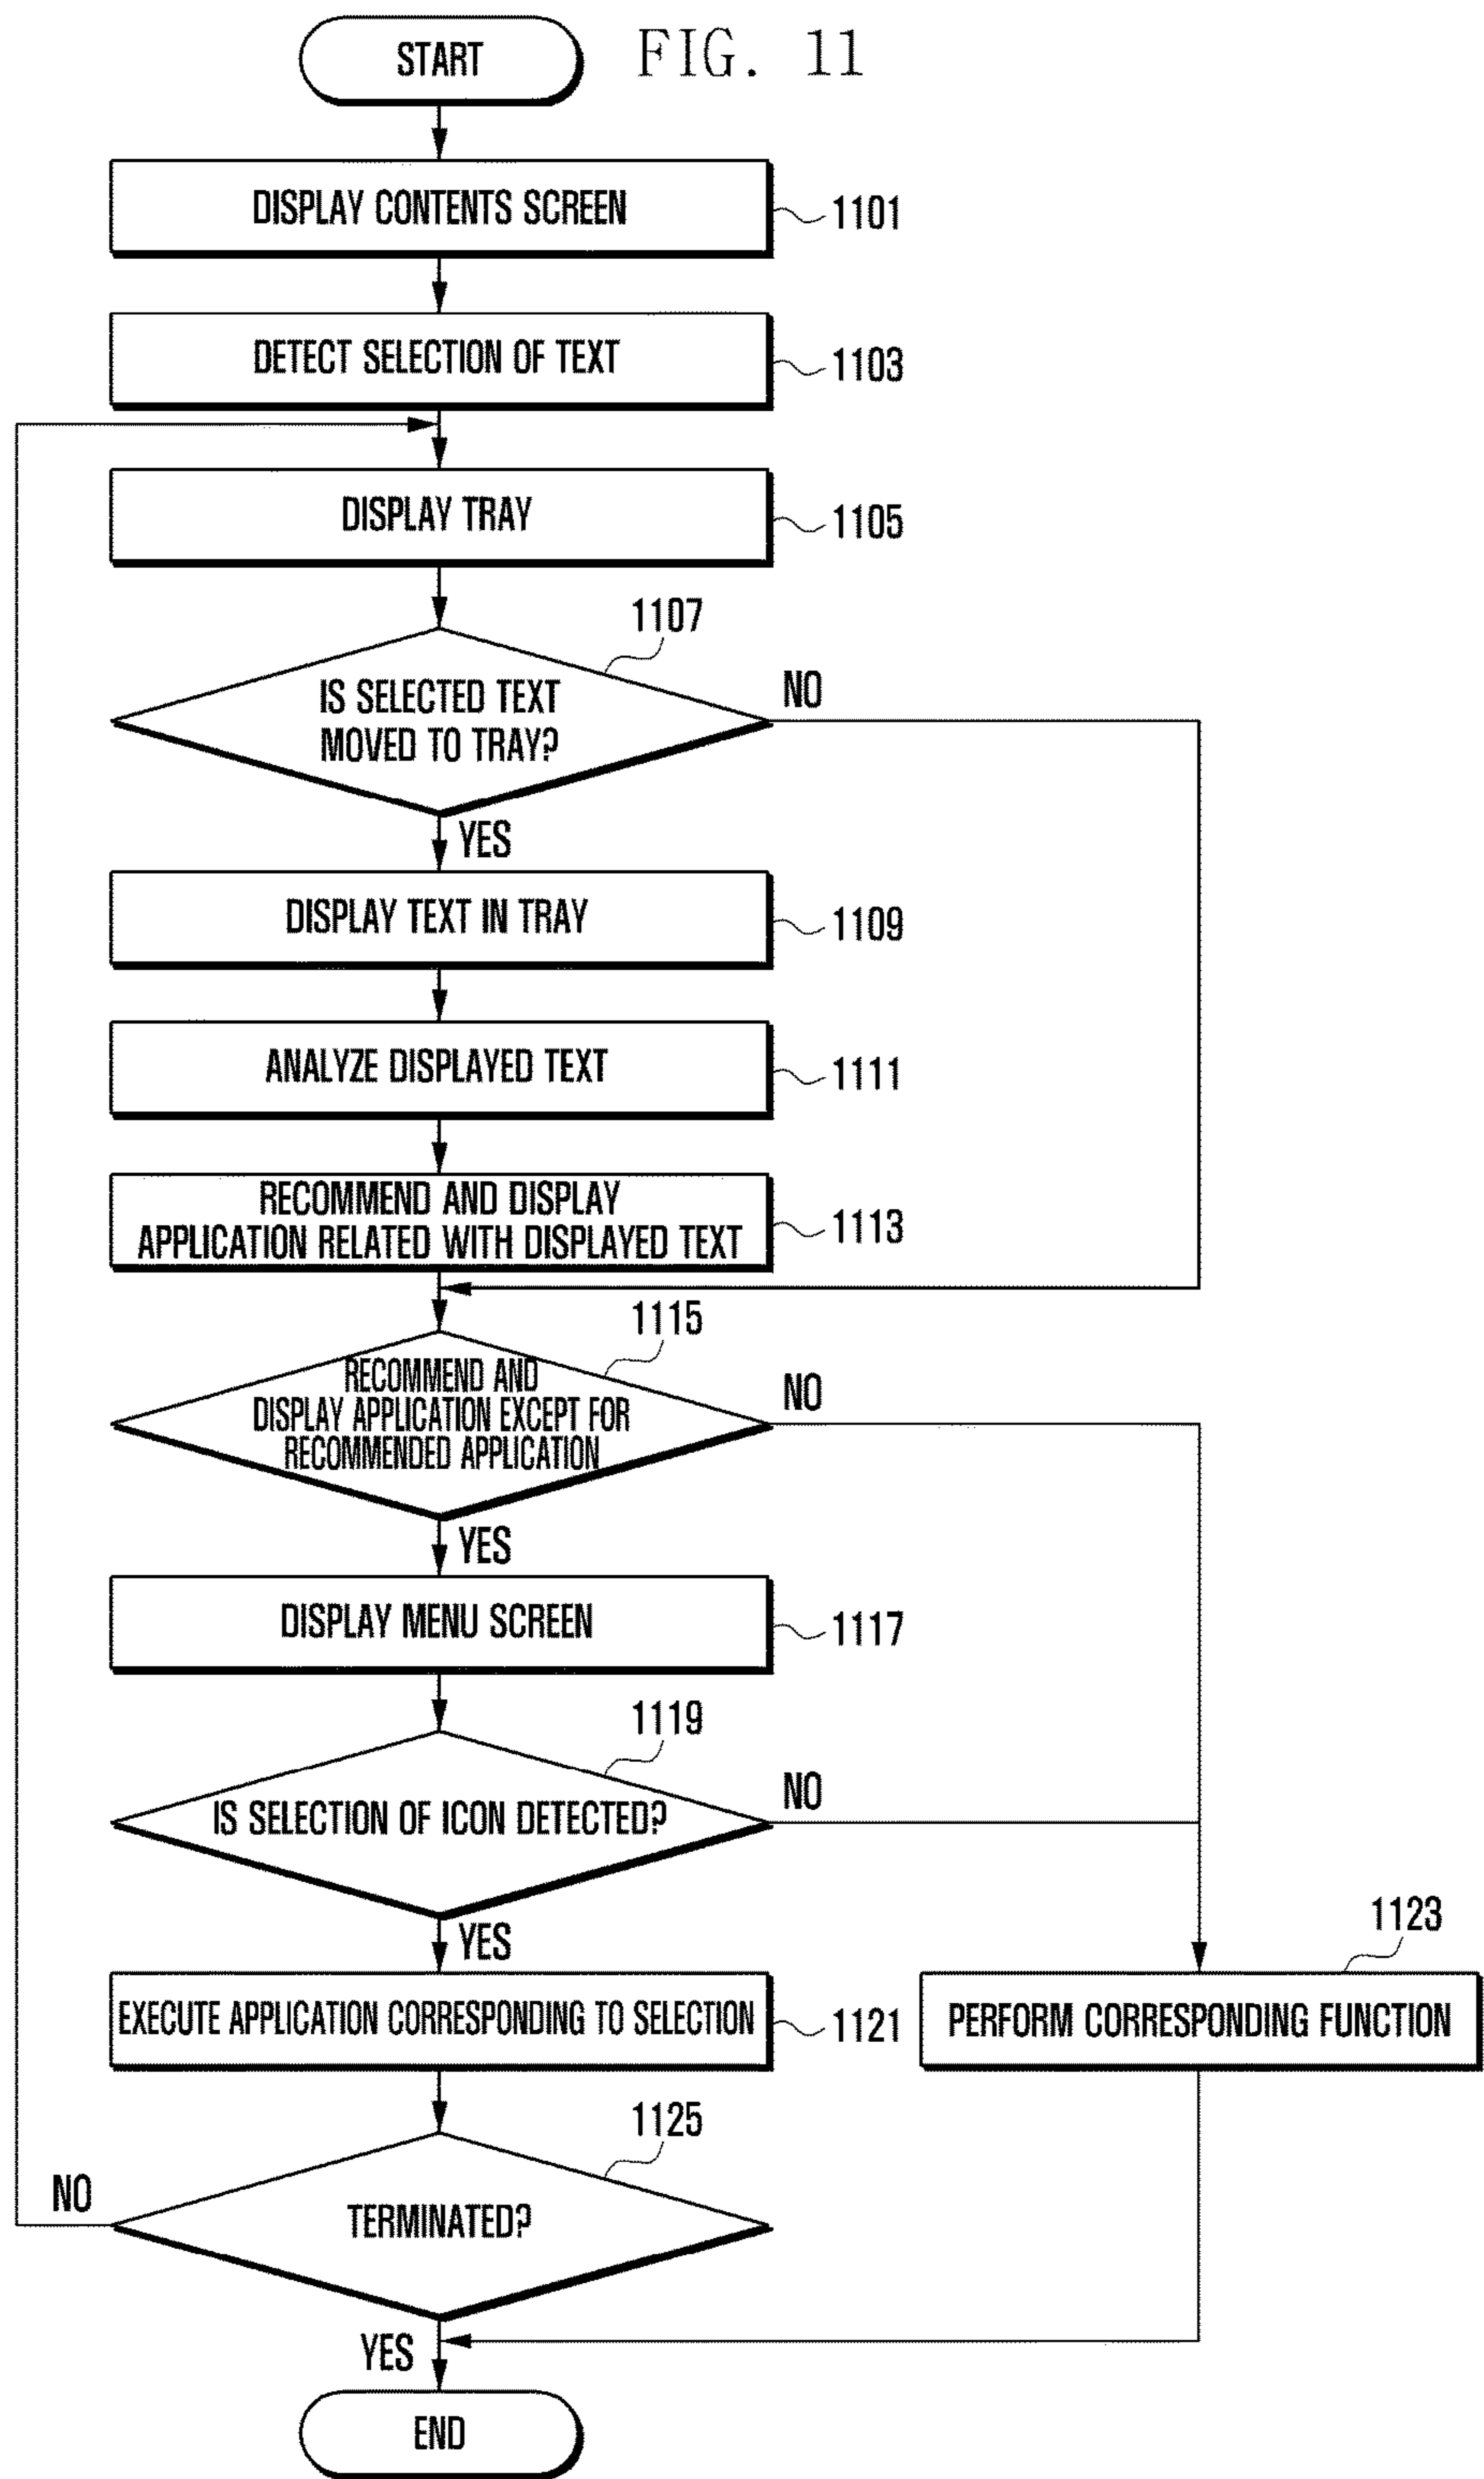 START
FIG. 11
DISPLAY CONTENTS SCREEN
1101
DETECT SELECTION OF TEXT
1103
DISPLAY TRAY
1105
1107
IS SELECTED TEXT
MOVED TO TRAY?
NO
YES
DISPLAY TEXT IN TRAY
1109
ANALYZE DISPLAYED TEXT
1111
RECOMMEND AND DISPLAY
APPLICATION RELATED WITH DISPLAYED TEXT
1113
1115
RECOMMEND AND
DISPLAY APPLICATION EXCEPT FOR
RECOMMENDED APPLICATION
NO
YES
DISPLAY MENU SCREEN
1117
1119
IS SELECTION OF ICON DETECTED?
NO
YES
1123
EXECUTE APPLICATION CORRESPONDING TO SELECTION
1121
PERFORM CORRESPONDING FUNCTION
1125
NO
TERMINATED?
YES
END